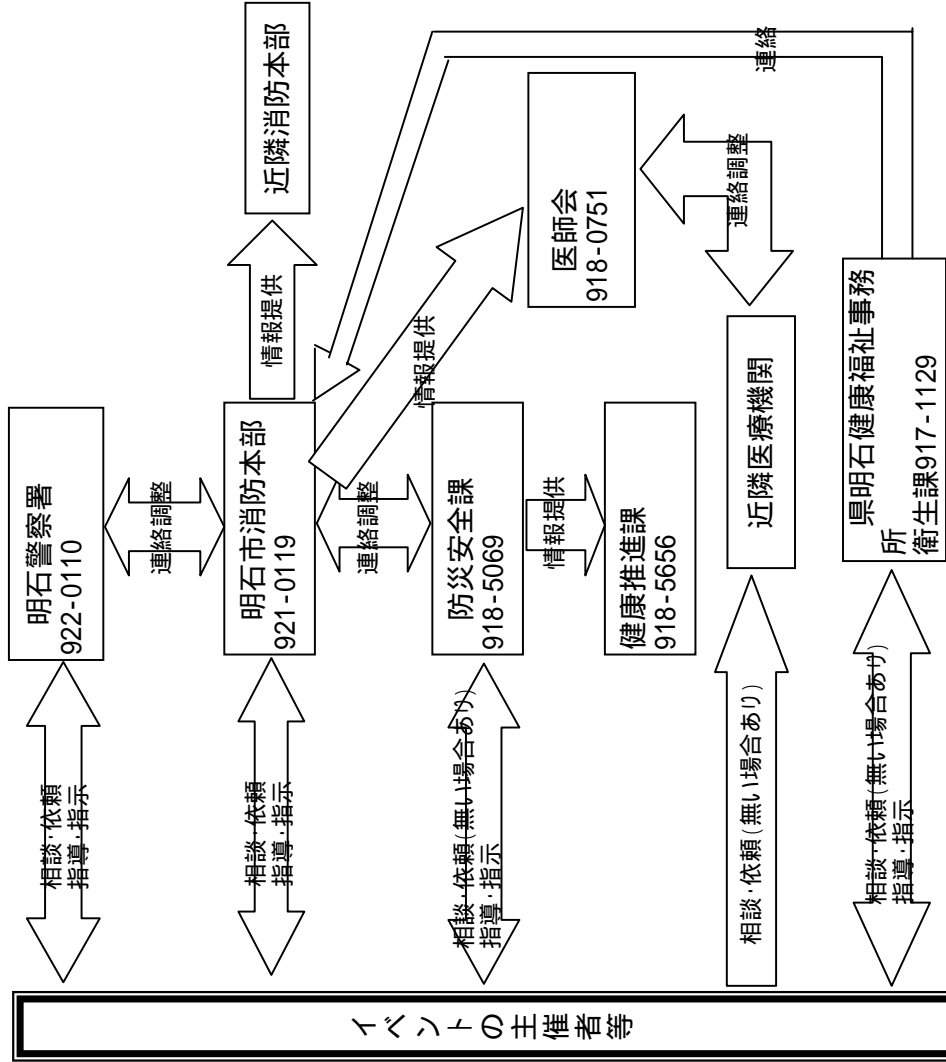 イベントの主催者等
相談・依頼
指導・指示
明石警察署
922-0110
連絡調整
相談・依頼
指導・指示
明石市消防本部
921-0119
情報提供
近隣消防本部
連絡調整
情報提供
相談・依頼(無い場合あり)
指導・指示
防災安全課
918-5069
情報提供
健康推進課
918-5656
医師会
918-0751
連絡調整
相談・依頼(無い場合あり)
近隣医療機関
連絡
相談・依頼(無い場合あり)
指導・指示
県明石健康福祉事務
所
衛生課917-1129